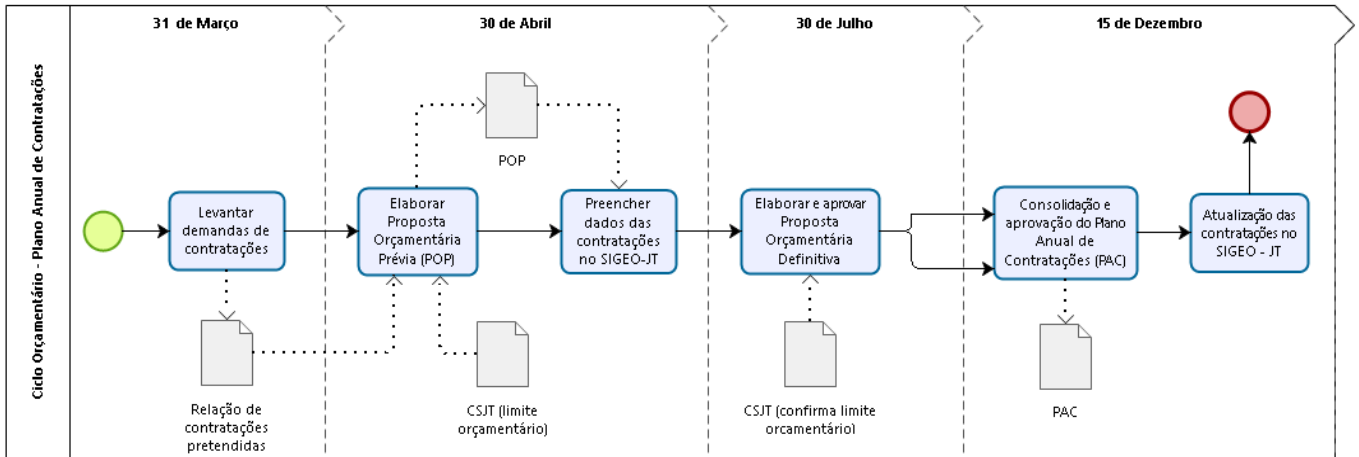 Ciclo Orçamentário - Plano Anual de Contratações
31 de Março
30 de Abril
30 de Julho
15 de Dezembro
POP
Levantar
demandas de
contratações
Elaborar
Proposta
Orçamentária
Prévia (POP)
Preencher
dados das
contratações
no SIGEO-JT
Elaborar e aprovar
Proposta
Orçamentária
Definitiva
Consolidação e
aprovação do Plano
Anual de
Contratações (PAC)
Atualização das
contratações no
SIGEO - JT
Relação de
contratações
pretendidas
CSJT (limite
orçamentário)
CSJT (confirma limite
orcamentário)
PAC